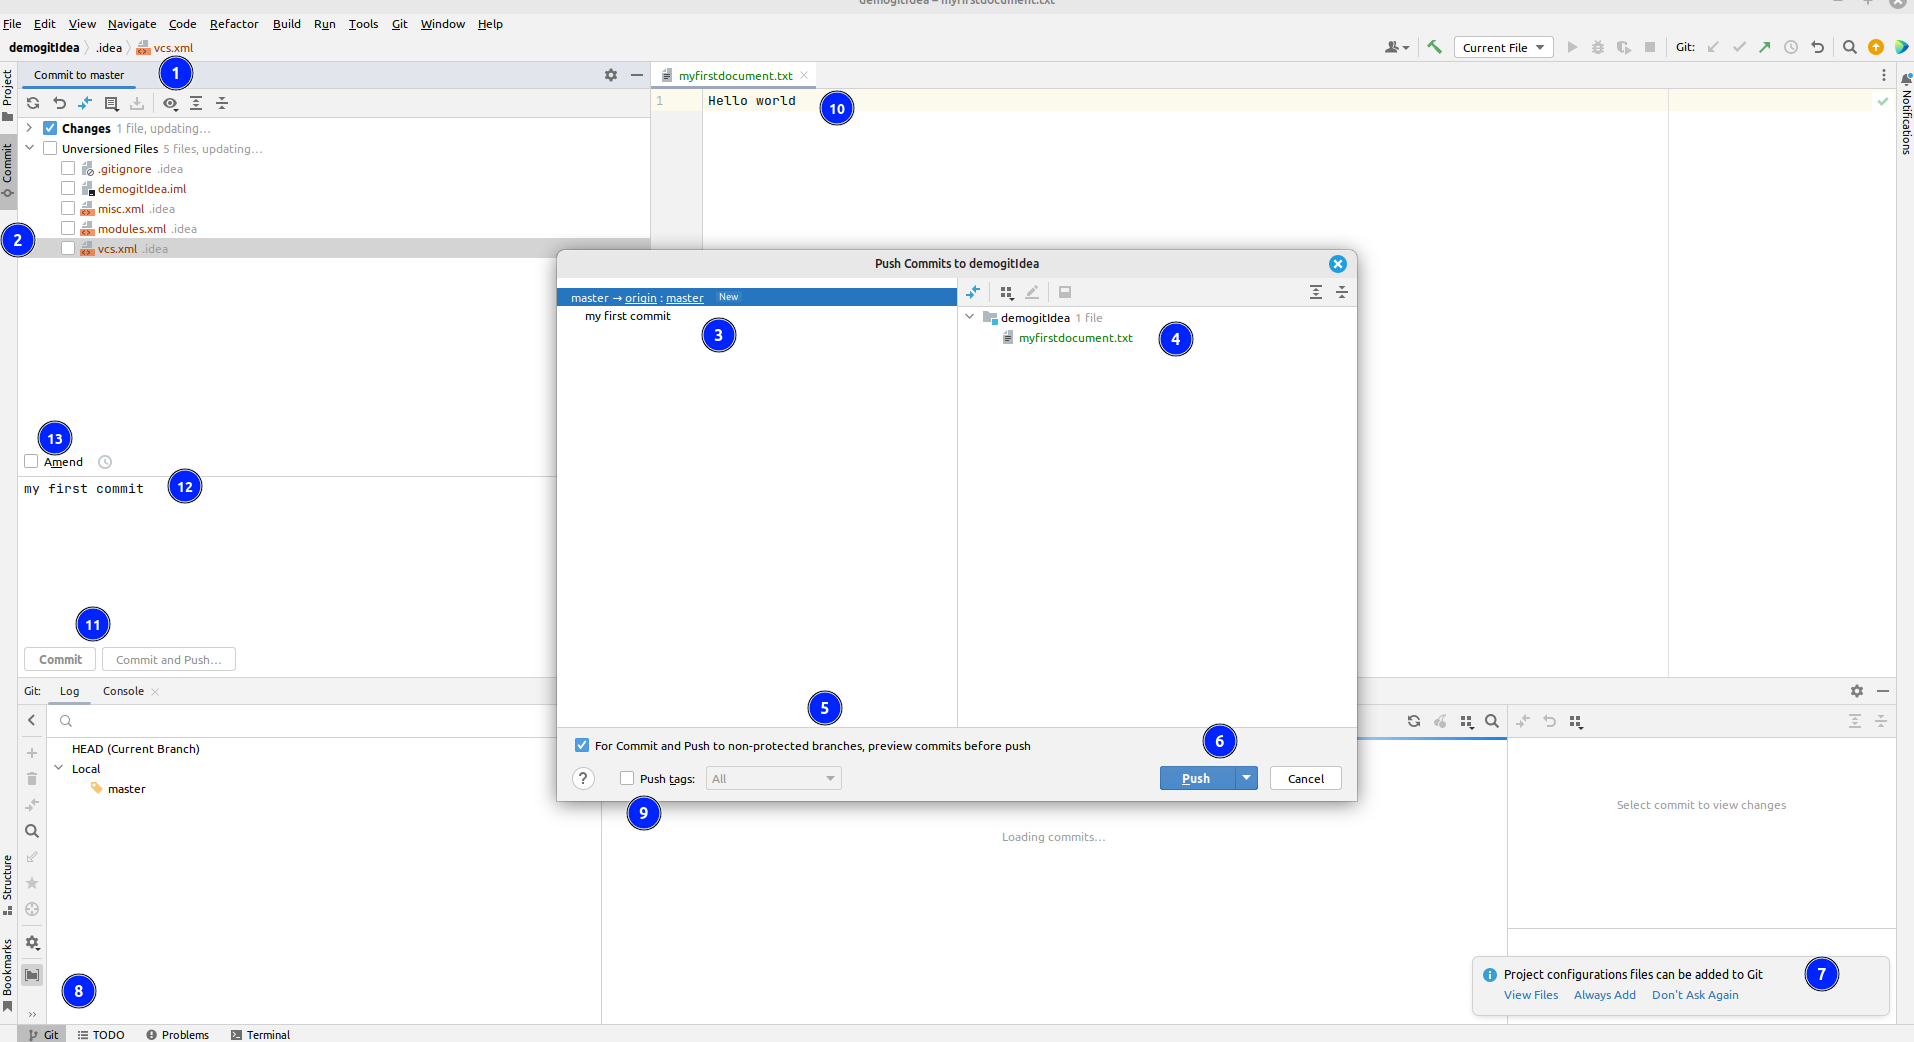 demogitIdea – myfirstdocument.txt
File Edit View Navigate Code Refactor Build Run Tools Git Window Help
demogitIdea .idea vcs.xml
Current File Git:
Project
Commit
Structure
Bookmarks
Commit to master 1
Changes 1 file, updating...
Unversioned Files 5 files, updating...
.gitignore .idea
demogitIdea.iml
misc.xml .idea
modules.xml .idea
2 vcs.xml .idea
13
Amend
my first commit 12
11
Commit Commit and Push...
myfirstdocument.txt
1 Hello world 10
Notifications
Push Commits to demogitIdea
master → origin : master New
my first commit
3
demogitIdea 1 file
myfirstdocument.txt 4
5
For Commit and Push to non-protected branches, preview commits before push
6
? Push tags: All Push Cancel
9
Git: Log Console
HEAD (Current Branch)
Local
master
8
Loading commits...
Select commit to view changes
Project configurations files can be added to Git 7
View Files Always Add Don't Ask Again
Git TODO Problems Terminal